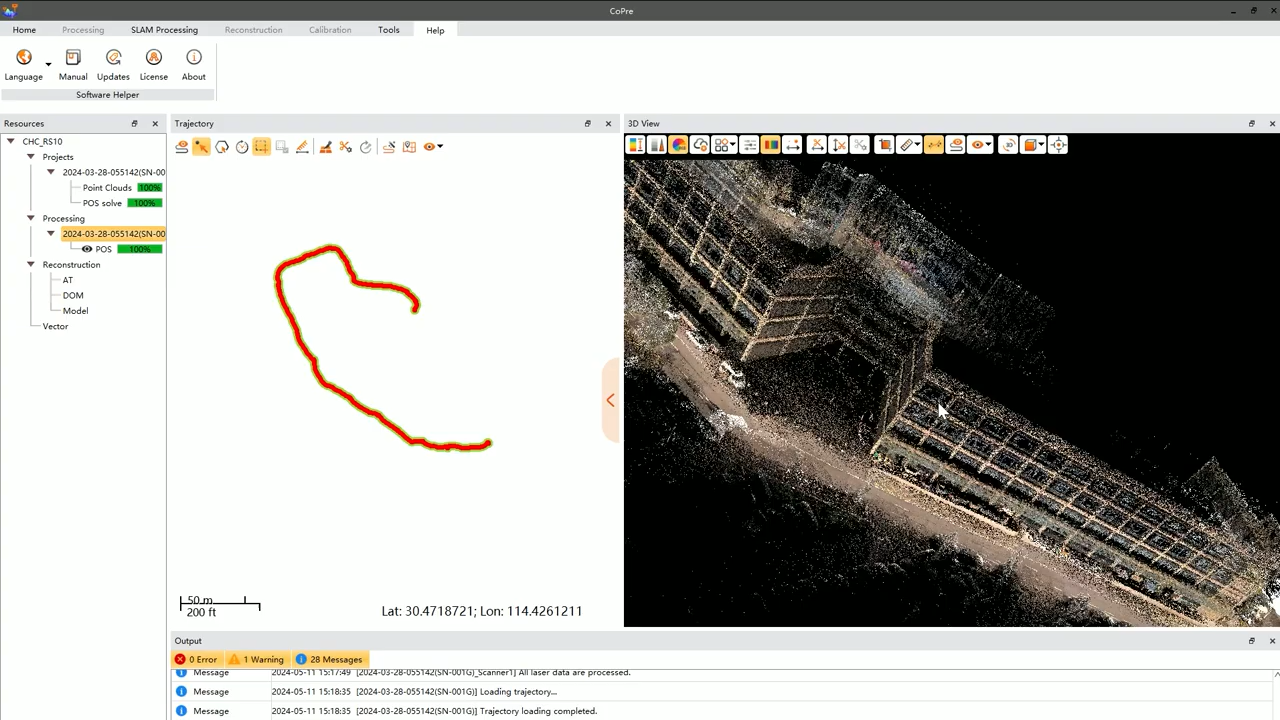 CoPre
Home Processing SLAM Processing Reconstruction Calibration Tools Help
Language Manual Updates License About
Software Helper
Resources
CHC_RS10
Projects
2024-03-28-055142(SN-00
Point Clouds 100%
POS solve 100%
Processing
2024-03-28-055142(SN-00
POS 100%
Reconstruction
AT
DOM
Model
Vector
Trajectory
50 m
200 ft
Lat: 30.4718721; Lon: 114.4261211
3D View
Output
0 Error 1 Warning 28 Messages
Message 2024-05-11 15:17:49 [2024-03-28-055142(SN-001G)_Scanner1] All laser data are processed.
Message 2024-05-11 15:18:35 [2024-03-28-055142(SN-001G)] Loading trajectory...
Message 2024-05-11 15:18:35 [2024-03-28-055142(SN-001G)] Trajectory loading completed.